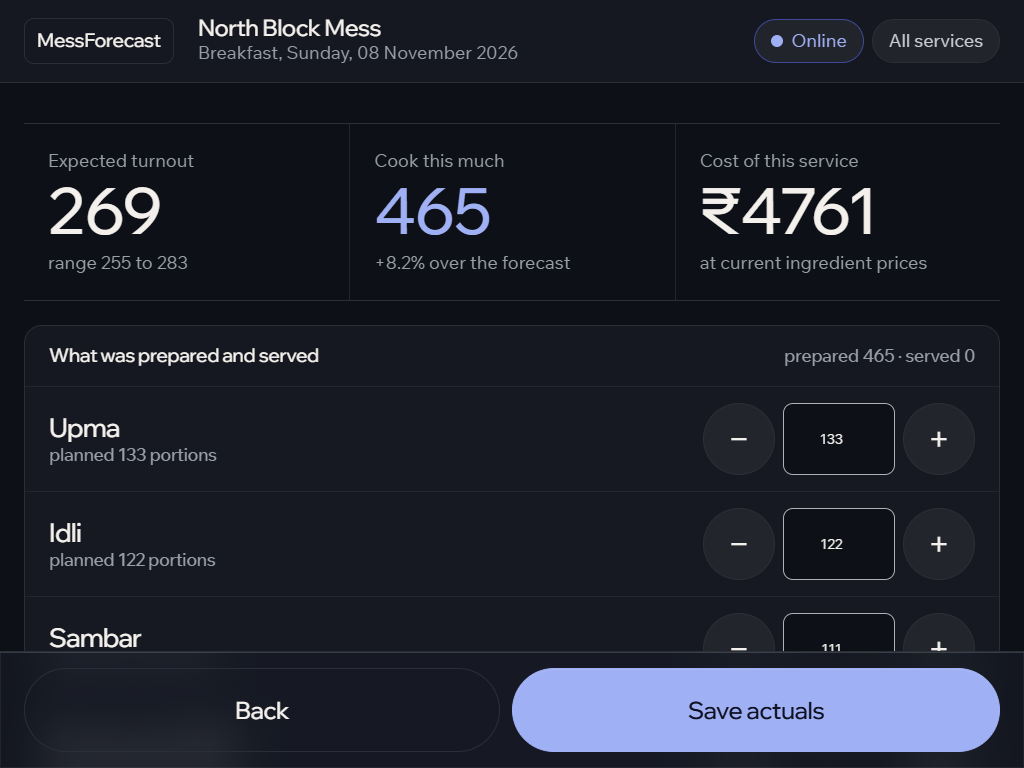 MessForecast
North Block Mess
Breakfast, Sunday, 08 November 2026
Online
All services
Expected turnout
269
range 255 to 283
Cook this much
465
+8.2% over the forecast
Cost of this service
₹4761
at current ingredient prices
What was prepared and served
prepared 465 · served 0
Upma
planned 133 portions
− 133 +
Idli
planned 122 portions
− 122 +
Sambar
− 111 +
Back
Save actuals